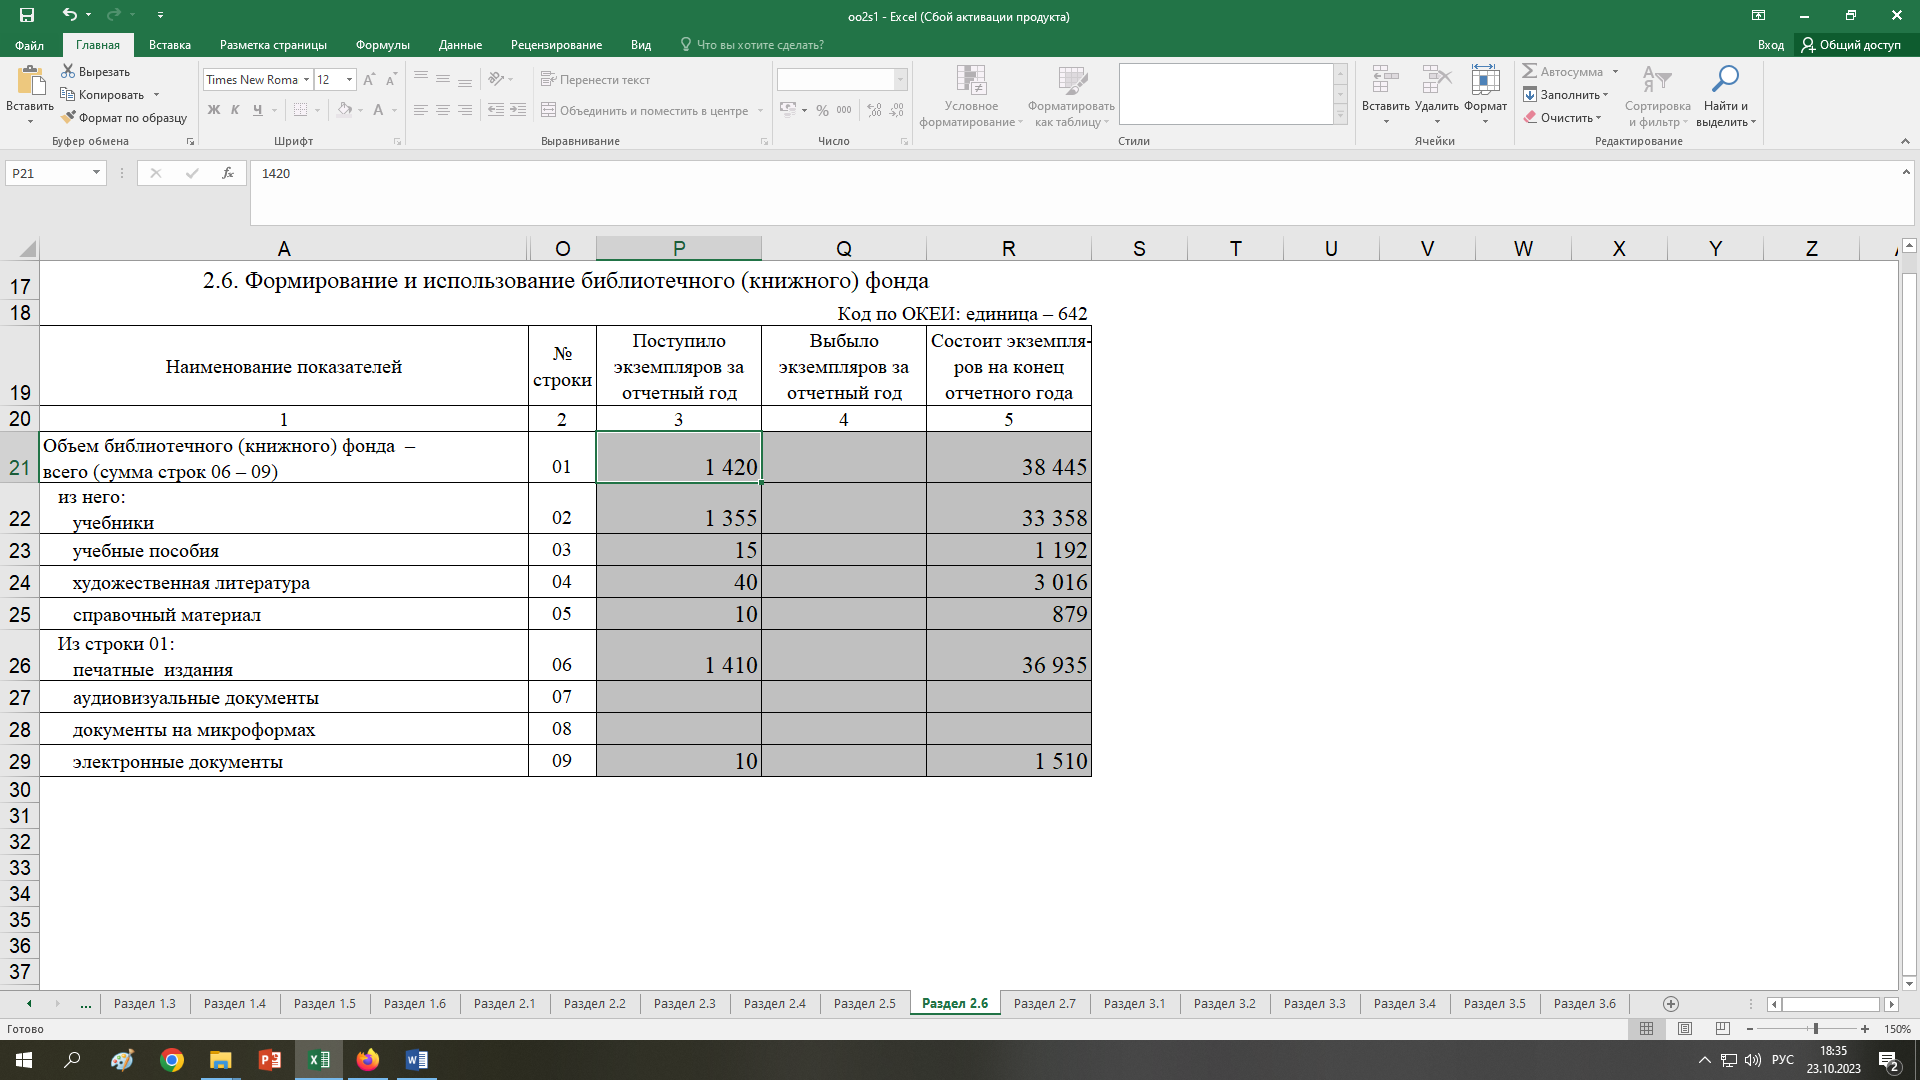 oo2s1 - Excel (Сбой активации продукта)
Файл Главная Вставка Разметка страницы Формулы Данные Рецензирование Вид Что вы хотите сделать? Вход Общий доступ
Вставить
Вырезать
Копировать
Формат по образцу
Буфер обмена
Times New Roma 12
Ж К Ч
Шрифт
Перенести текст
Объединить и поместить в центре
Выравнивание
% 000
Число
Условное форматирование
Форматировать как таблицу
Стили
Вставить Удалить Формат
Ячейки
Автосумма
Заполнить
Очистить
Сортировка и фильтр
Найти и выделить
Редактирование
P21 fx 1420
A O P Q R S T U V W X Y Z
17 2.6. Формирование и использование библиотечного (книжного) фонда
18 Код по ОКЕИ: единица – 642
19 Наименование показателей № строки Поступило экземпляров за отчетный год Выбыло экземпляров за отчетный год Состоит экземпля-ров на конец отчетного года
20 1 2 3 4 5
21 Объем библиотечного (книжного) фонда – всего (сумма строк 06 – 09) 01 1 420 38 445
22 из него: учебники 02 1 355 33 358
23 учебные пособия 03 15 1 192
24 художественная литература 04 40 3 016
25 справочный материал 05 10 879
26 Из строки 01: печатные издания 06 1 410 36 935
27 аудиовизуальные документы 07
28 документы на микроформах 08
29 электронные документы 09 10 1 510
30
31
32
33
34
35
36
37
... Раздел 1.3 Раздел 1.4 Раздел 1.5 Раздел 1.6 Раздел 2.1 Раздел 2.2 Раздел 2.3 Раздел 2.4 Раздел 2.5 Раздел 2.6 Раздел 2.7 Раздел 3.1 Раздел 3.2 Раздел 3.3 Раздел 3.4 Раздел 3.5 Раздел 3.6
Готово 150%
РУС 18:35
23.10.2023 2